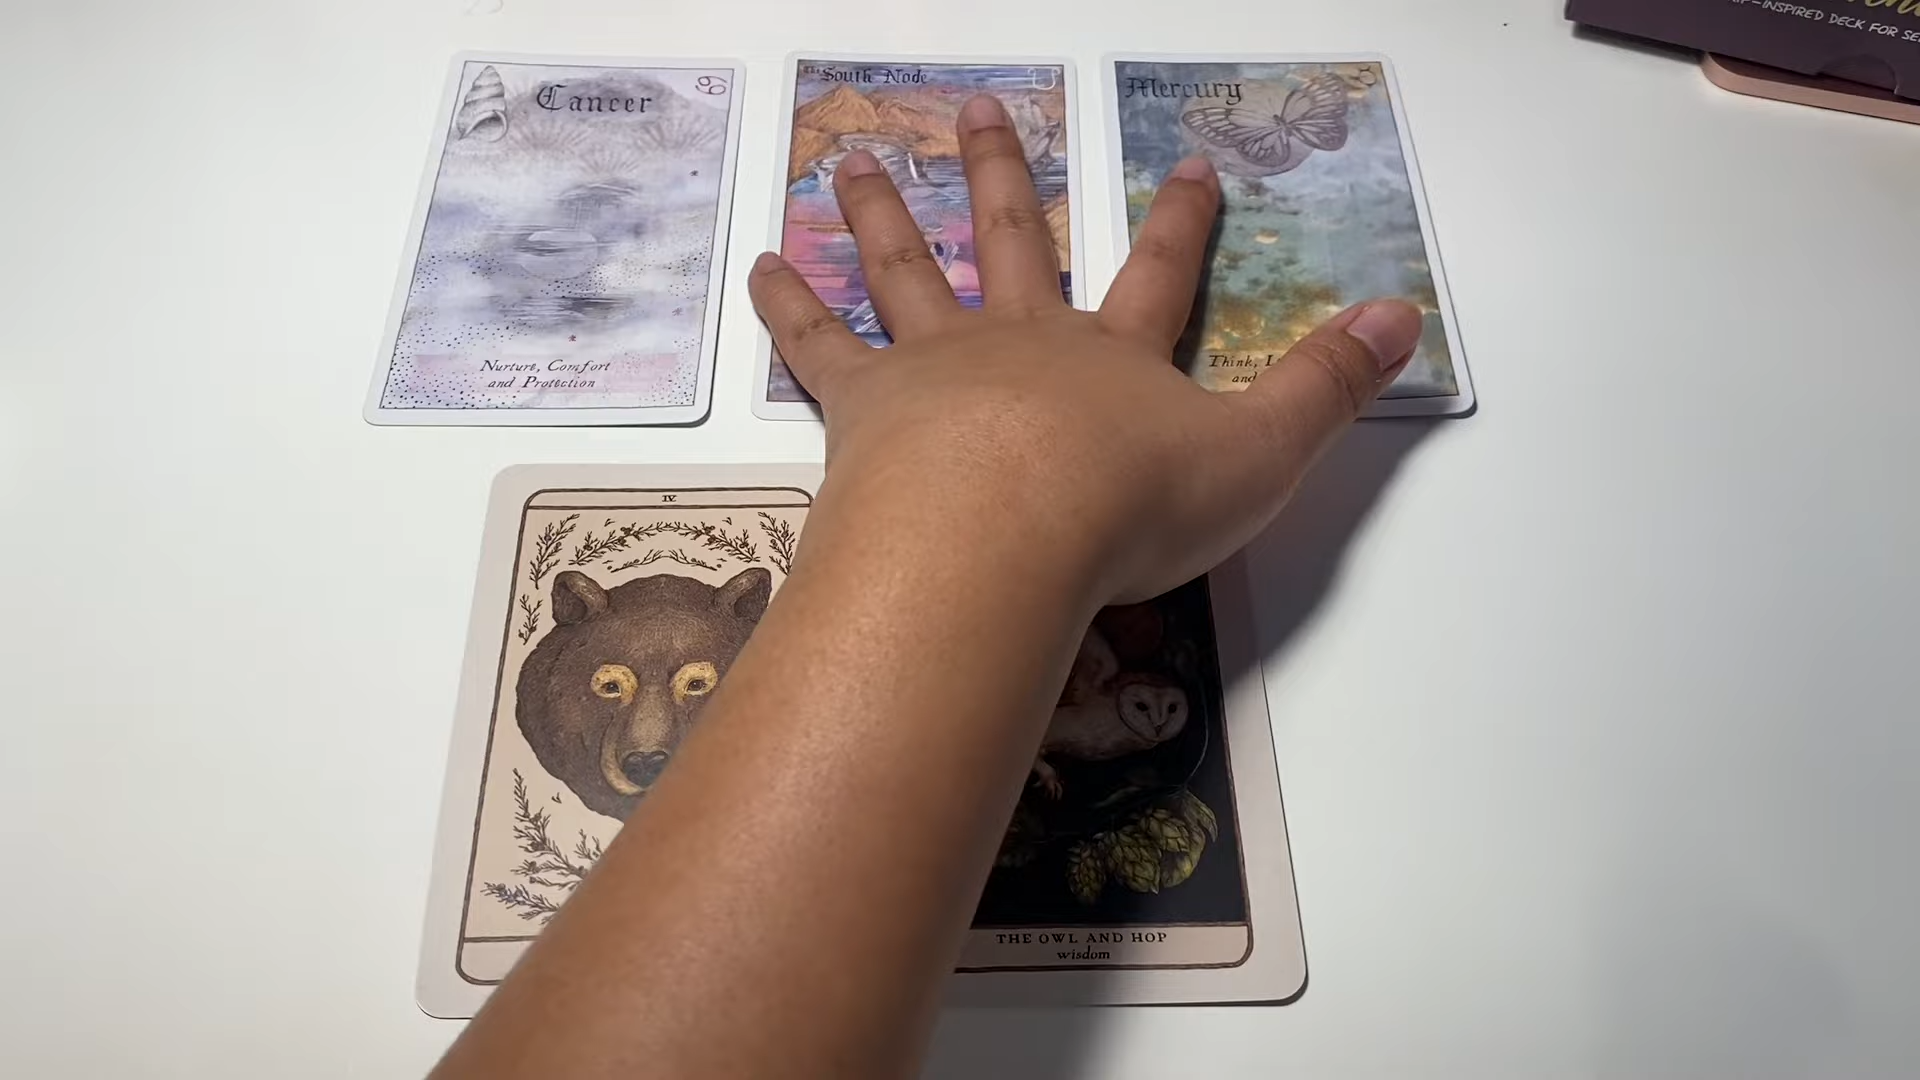 -INSPIRED DECK FOR
Cancer
The South Node
Mercury
Nurture, Comfort
and Protection
Think,
and
IV
THE OWL AND HOP
wisdom